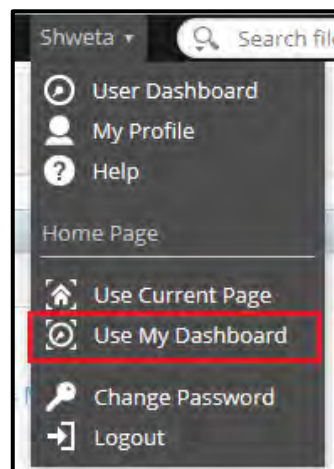 Shweta
Search fil
User Dashboard
My Profile
Help
Home Page
Use Current Page
Use My Dashboard
Change Password
Logout